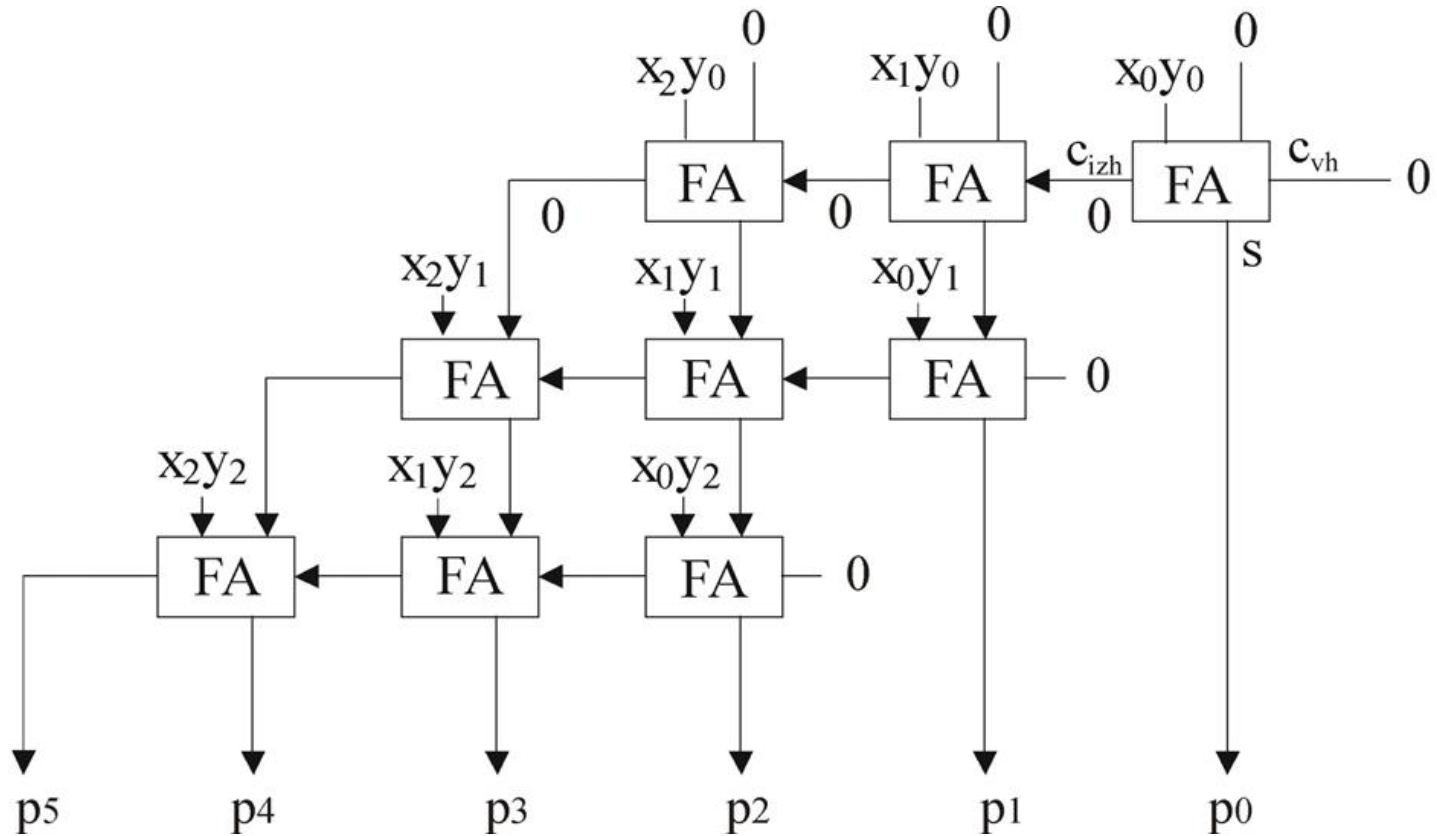 0 0 0
x₂y₀ x₁y₀ x₀y₀
FA FA cizh FA cvh 0
0 0 0 s
x₂y₁ x₁y₁ x₀y₁
FA FA FA 0
x₂y₂ x₁y₂ x₀y₂
FA FA FA 0
p5 p4 p3 p2 p1 p0